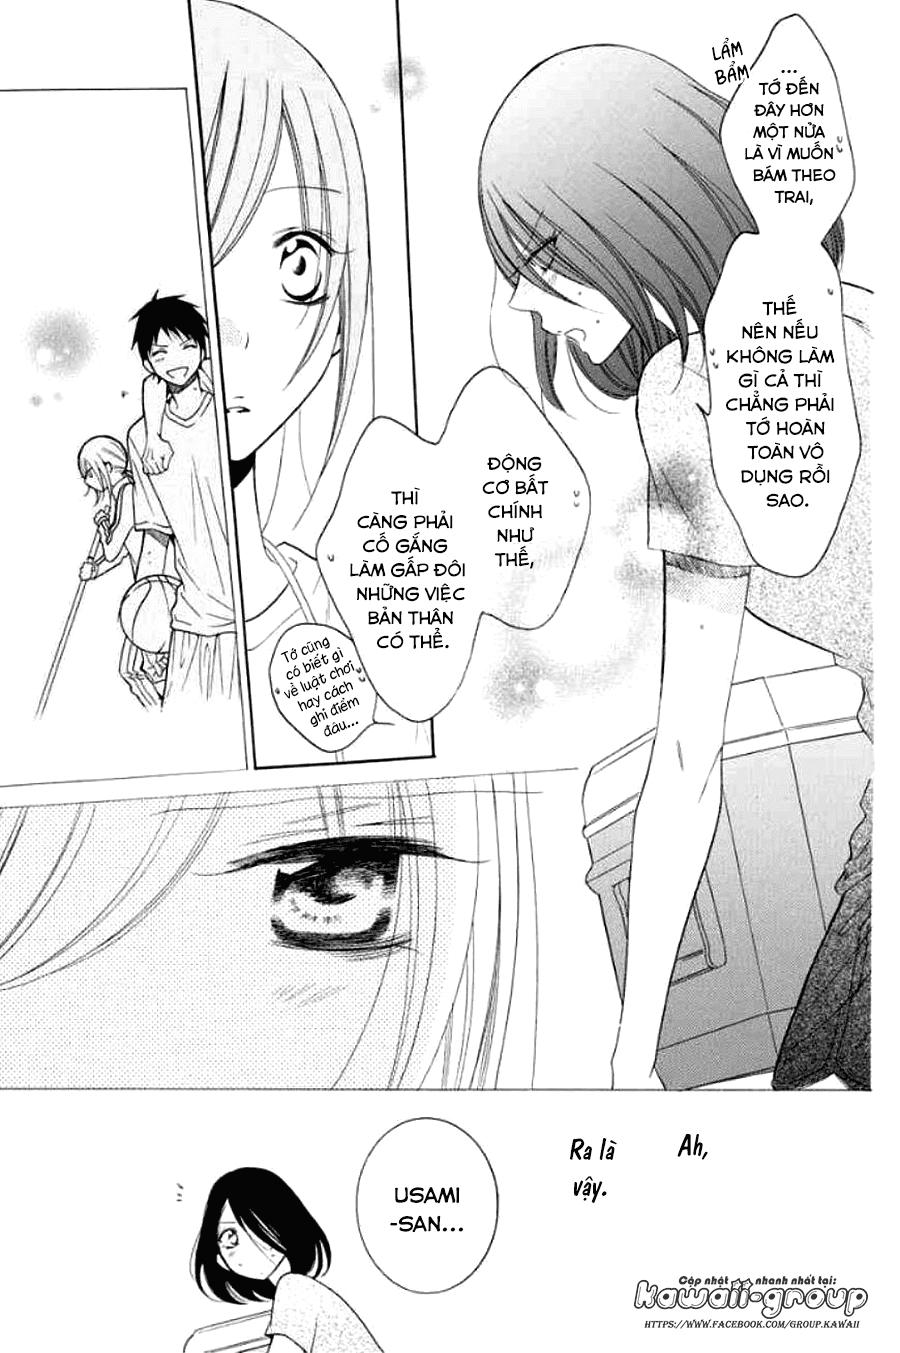 LẨM
BẨM
...
TỚ ĐẾN
ĐÂY HƠN
MỘT NỬA
LÀ VÌ MUỐN
BÁM THEO
TRAI,
THẾ
NÊN NẾU
KHÔNG LÀM
GÌ CẢ THÌ
CHẲNG PHẢI
TỚ HOÀN
TOÀN VÔ
DỤNG RỒI
SAO.
ĐỘNG
CƠ BẤT
CHÍNH
NHƯ
THẾ,
THÌ
CÀNG PHẢI
CỐ GẮNG
LÀM GẤP ĐÔI
NHỮNG VIỆC
BẢN THÂN
CÓ THỂ.
Tớ cũng
có biết gì
về luật chơi
hay cách
ghi điểm
đâu...
Ah,
Ra là
vậy.
USAMI
-SAN...
Cập nhật nhanh nhất tại:
kawaii-group
HTTPS://WWW.FACEBOOK.COM/GROUP.KAWAII